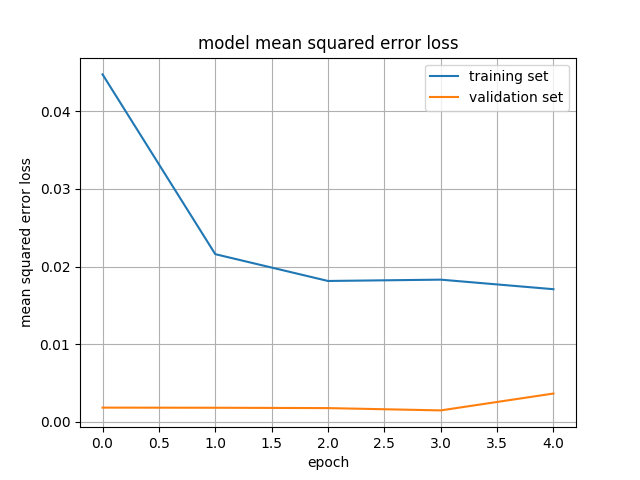 model mean squared error loss
training set
validation set
mean squared error loss
0.04
0.03
0.02
0.01
0.00
0.0 0.5 1.0 1.5 2.0 2.5 3.0 3.5 4.0
epoch